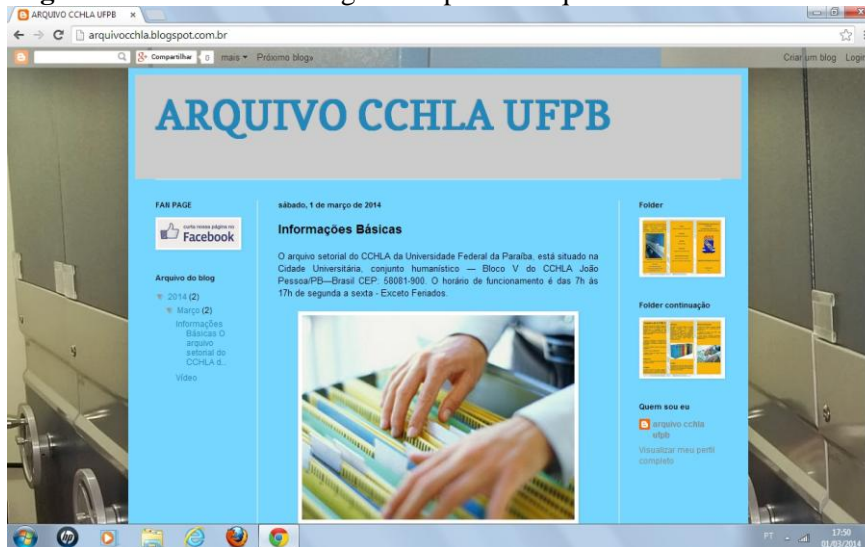 ARQUIVO CCHLA UFPB
arquivocchla.blogspot.com.br
Compartilhar 0 mais Próximo blog»
Criar um blog Login
ARQUIVO CCHLA UFPB
FAN PAGE
curta nossa página no
Facebook
Arquivo do blog
2014 (2)
Março (2)
Informações
Básicas O
arquivo
setorial do
CCHLA d...
Vídeo
sábado, 1 de março de 2014
Informações Básicas
O arquivo setorial do CCHLA da Universidade Federal da Paraíba, está situado na
Cidade Universitária, conjunto humanístico — Bloco V do CCHLA João
Pessoa/PB—Brasil CEP: 58081-900. O horário de funcionamento é das 7h às
17h de segunda a sexta - Exceto Feriados.
Folder
Folder continuação
Quem sou eu
arquivo cchla
ufpb
Visualizar meu perfil
completo
PT
17:50
01/03/2014